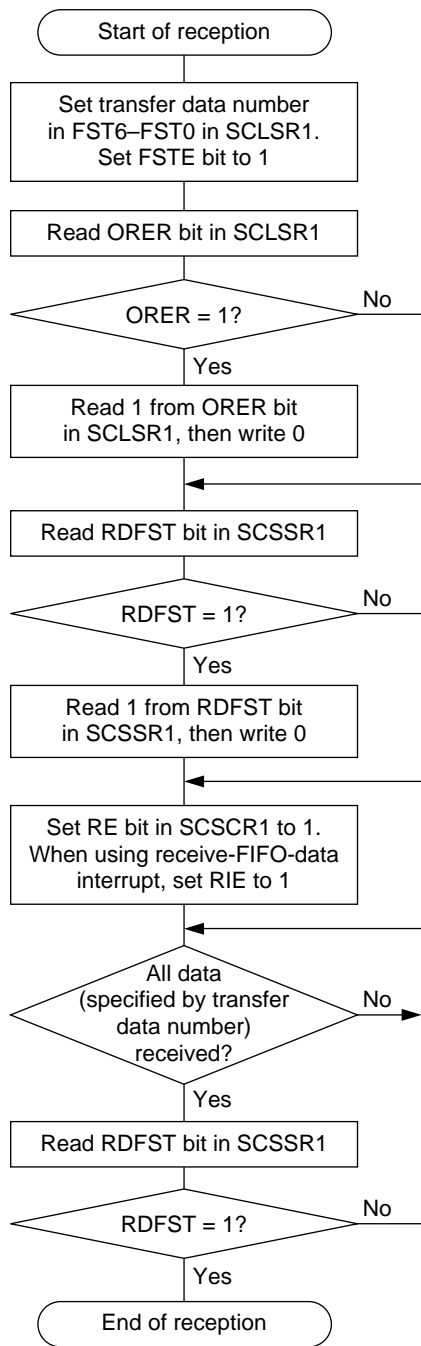 Start of reception
Set transfer data number
in FST6–FST0 in SCLSR1.
Set FSTE bit to 1
Read ORER bit in SCLSR1
ORER = 1?
No
Yes
Read 1 from ORER bit
in SCLSR1, then write 0
Read RDFST bit in SCSSR1
RDFST = 1?
No
Yes
Read 1 from RDFST bit
in SCSSR1, then write 0
Set RE bit in SCSCR1 to 1.
When using receive-FIFO-data
interrupt, set RIE to 1
All data
(specified by transfer
data number)
received?
No
Yes
Read RDFST bit in SCSSR1
RDFST = 1?
No
Yes
End of reception